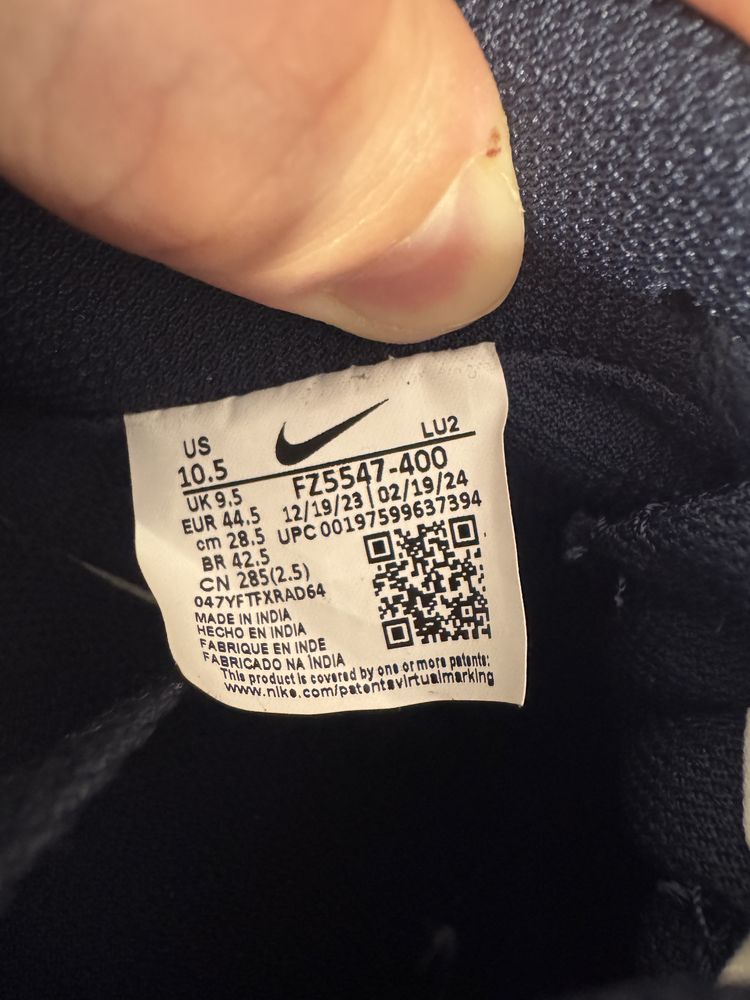 US
10.5
LU2
UK 9.5
FZ5547-400
EUR 44.5
12/19/23 | 02/19/24
cm 28.5
UPC 00197599637394
BR 42.5
CN 285(2.5)
047YFTFXRAD64
MADE IN INDIA
HECHO EN INDIA
FABRIQUE EN INDE
FABRICADO NA ÍNDIA
This product is covered by one or more patents:
www.nike.com/patentsvirtualmarking